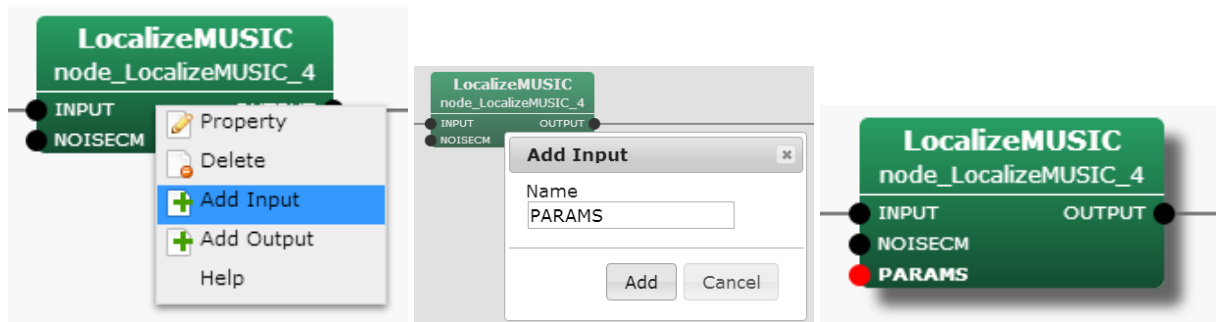 LocalizeMUSIC
node_LocalizeMUSIC_4
INPUT
NOISECM
Property
Delete
Add Input
Add Output
Help
LocalizeMUSIC
node_LocalizeMUSIC_4
INPUT OUTPUT
NOISECM
Add Input
Name
PARAMS
Add Cancel
LocalizeMUSIC
node_LocalizeMUSIC_4
INPUT OUTPUT
NOISECM
PARAMS